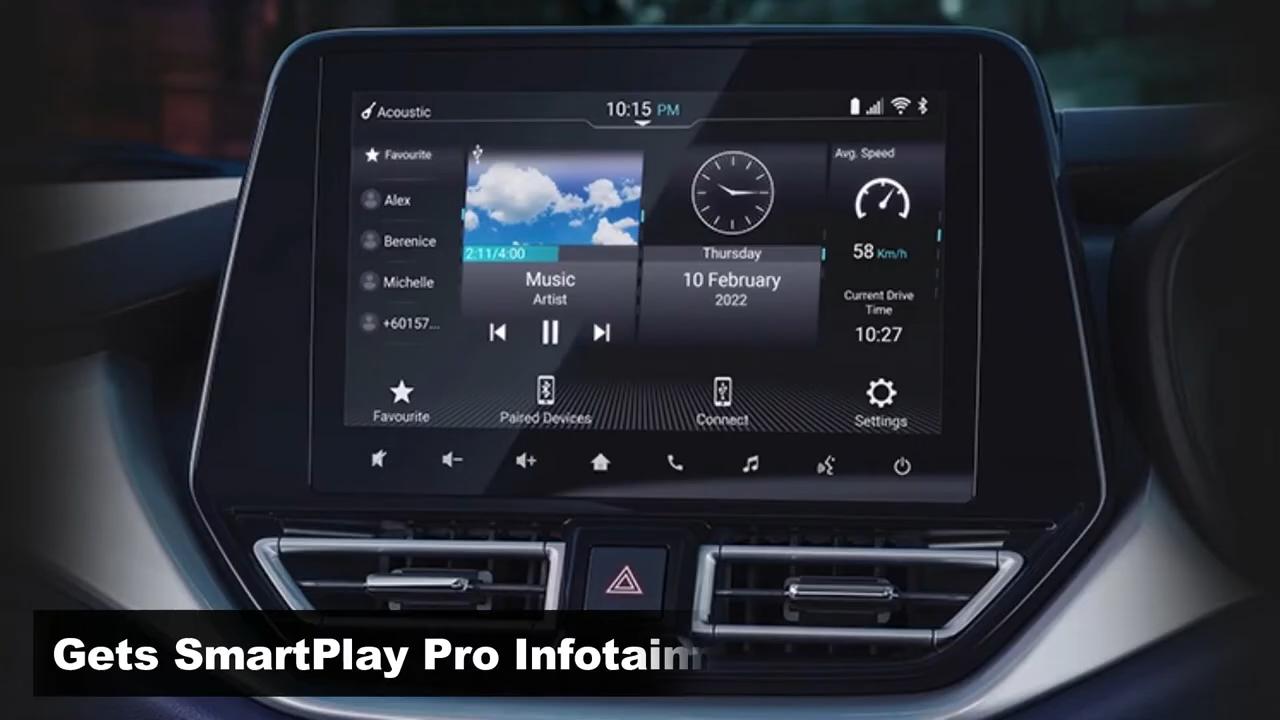 Acoustic
10:15 PM
Favourite
Alex
Berenice
Michelle
+60157...
2:11/4:00
Music
Artist
Thursday
10 February
2022
Avg. Speed
58 Km/h
Current Drive
Time
10:27
Favourite
Paired Devices
Connect
Settings
Gets SmartPlay Pro